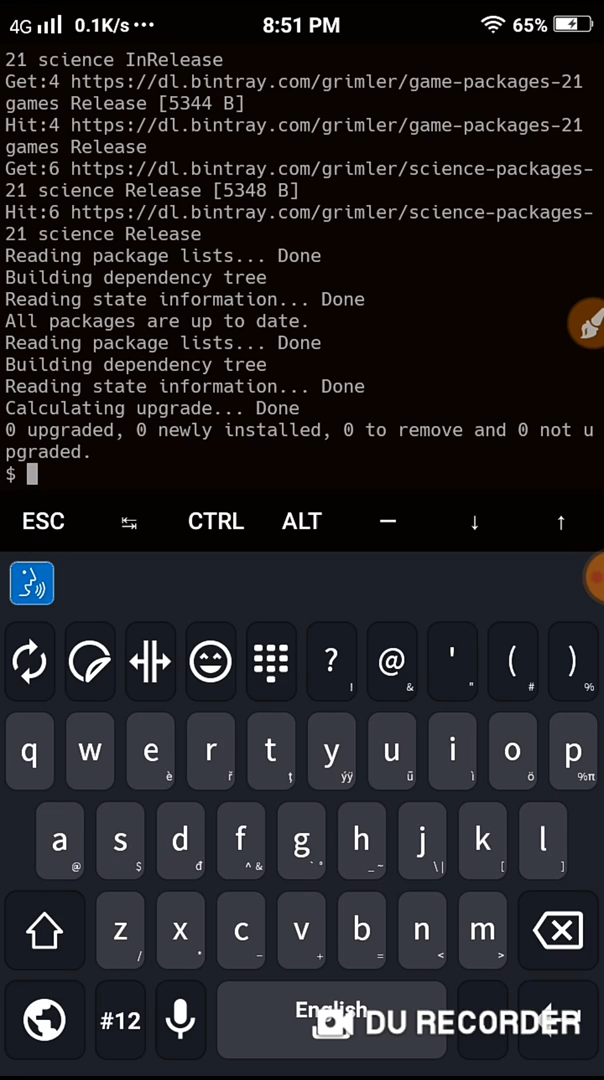 4G 0.1K/s ••• 8:51 PM 65%
21 science InRelease
Get:4 https://dl.bintray.com/grimler/game-packages-21
games Release [5344 B]
Hit:4 https://dl.bintray.com/grimler/game-packages-21
games Release
Get:6 https://dl.bintray.com/grimler/science-packages-
21 science Release [5348 B]
Hit:6 https://dl.bintray.com/grimler/science-packages-
21 science Release
Reading package lists... Done
Building dependency tree
Reading state information... Done
All packages are up to date.
Reading package lists... Done
Building dependency tree
Reading state information... Done
Calculating upgrade... Done
0 upgraded, 0 newly installed, 0 to remove and 0 not u
pgraded.
$
ESC ↹ CTRL ALT — ↓ ↑
? @ ' ( )
! & " # %
q w e r t y u i o p
è ř ţ ýÿ ū ì ö %π
a s d f g h j k l
@ $ đ ^ & ` ° _ ~ \| [ ]
z x c v b n m
/ * – + = < >
#12 English
DU RECORDER